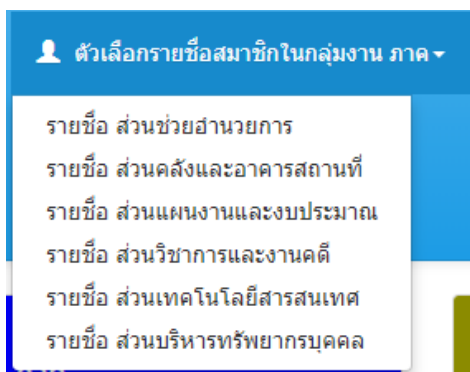 ตัวเลือกรายชื่อสมาชิกในกลุ่มงาน ภาค
รายชื่อ ส่วนช่วยอำนวยการ
รายชื่อ ส่วนคลังและอาคารสถานที่
รายชื่อ ส่วนแผนงานและงบประมาณ
รายชื่อ ส่วนวิชาการและงานคดี
รายชื่อ ส่วนเทคโนโลยีสารสนเทศ
รายชื่อ ส่วนบริหารทรัพยากรบุคคล